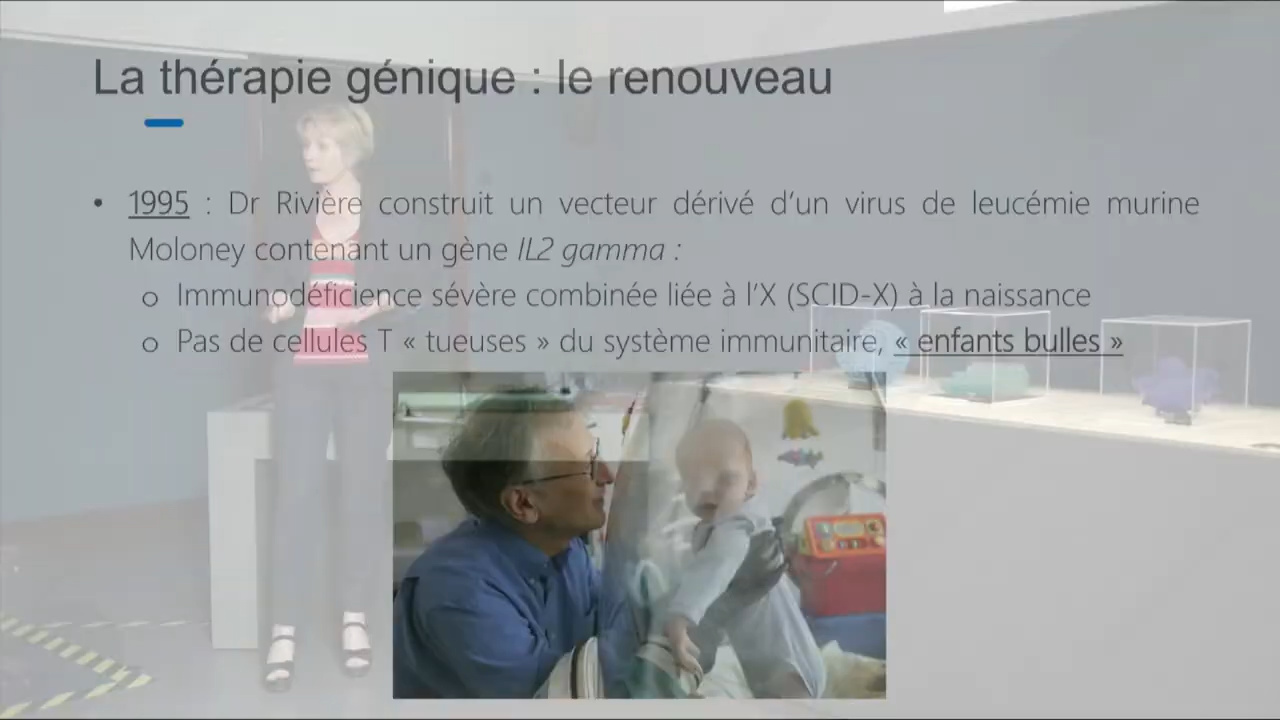 La thérapie génique : le renouveau
• 1995 : Dr Rivière construit un vecteur dérivé d'un virus de leucémie murine
Moloney contenant un gène IL2 gamma :
o Immunodéficience sévère combinée liée à l'X (SCID-X) à la naissance
o Pas de cellules T « tueuses » du système immunitaire, « enfants bulles »